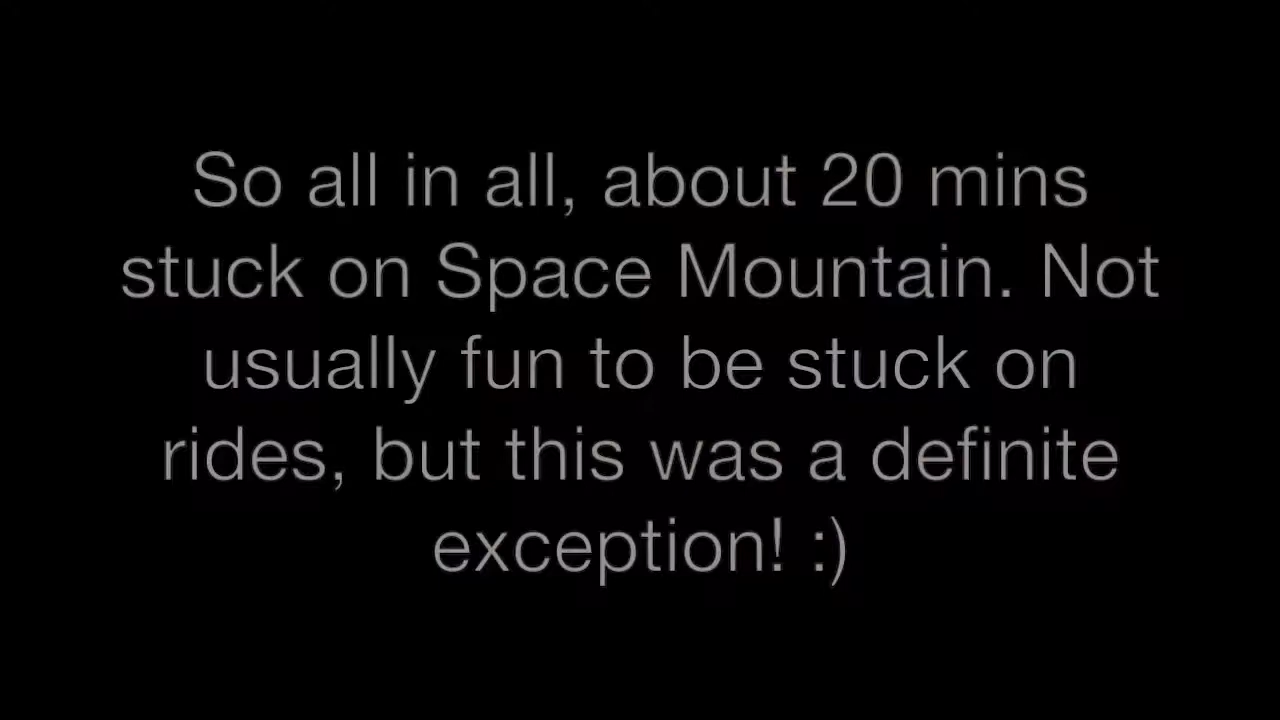 So all in all, about 20 mins
stuck on Space Mountain. Not
usually fun to be stuck on
rides, but this was a definite
exception! :)